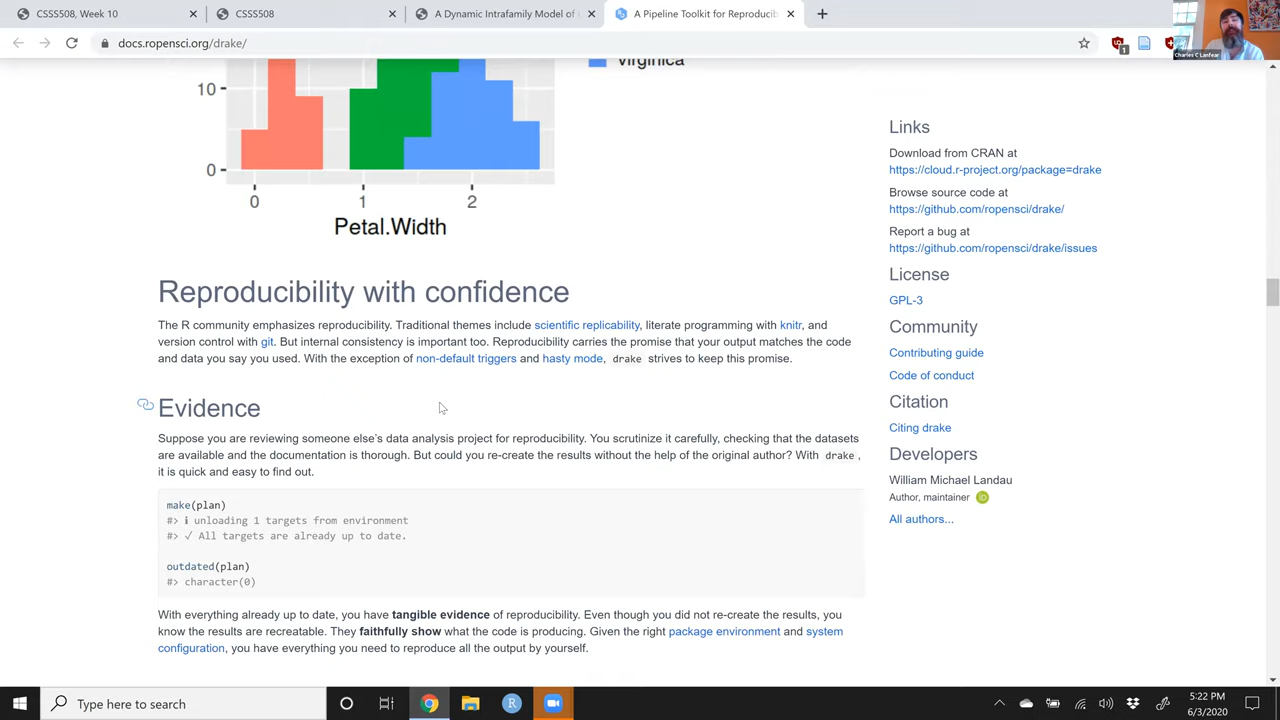 CSSS508, Week 10
CSSS508
A Dynamic Intrafamily Model of
A Pipeline Toolkit for Reproducib
docs.ropensci.org/drake/
1
Charles C Lanfear
virginica
10
0
0 1 2
Petal.Width
Reproducibility with confidence
The R community emphasizes reproducibility. Traditional themes include scientific replicability, literate programming with knitr, and
version control with git. But internal consistency is important too. Reproducibility carries the promise that your output matches the code
and data you say you used. With the exception of non-default triggers and hasty mode, drake strives to keep this promise.
Evidence
Suppose you are reviewing someone else's data analysis project for reproducibility. You scrutinize it carefully, checking that the datasets
are available and the documentation is thorough. But could you re-create the results without the help of the original author? With drake,
it is quick and easy to find out.
make(plan)
#> ℹ unloading 1 targets from environment
#> ✓ All targets are already up to date.
outdated(plan)
#> character(0)
With everything already up to date, you have tangible evidence of reproducibility. Even though you did not re-create the results, you
know the results are recreatable. They faithfully show what the code is producing. Given the right package environment and system
configuration, you have everything you need to reproduce all the output by yourself.
Links
Download from CRAN at
https://cloud.r-project.org/package=drake
Browse source code at
https://github.com/ropensci/drake/
Report a bug at
https://github.com/ropensci/drake/issues
License
GPL-3
Community
Contributing guide
Code of conduct
Citation
Citing drake
Developers
William Michael Landau
Author, maintainer
All authors...
Type here to search
5:22 PM
6/3/2020